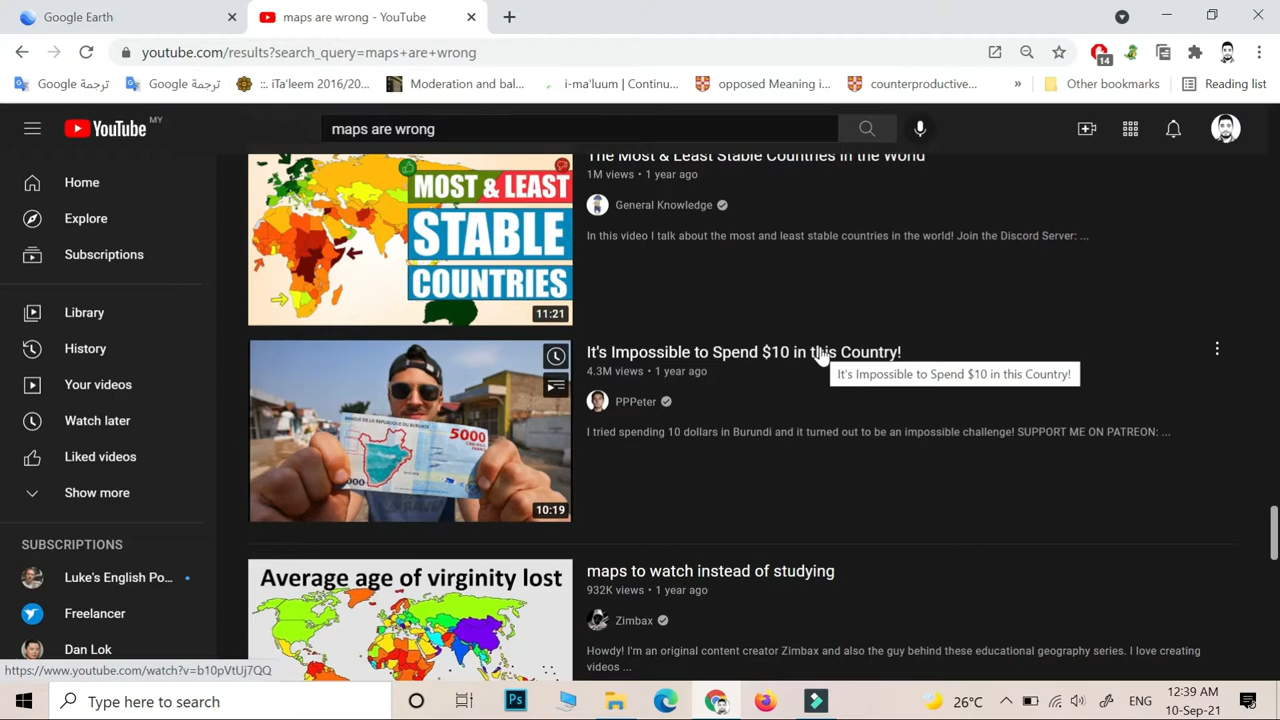 Google Earth
maps are wrong - YouTube
youtube.com/results?search_query=maps+are+wrong
14
Google ترجمة
Google ترجمة
.:: iTa'leem 2016/20...
Moderation and bal...
i-ma'luum | Continu...
opposed Meaning i...
counterproductive...
»
Other bookmarks
Reading list
YouTube MY
maps are wrong
Home
Explore
Subscriptions
Library
History
Your videos
Watch later
Liked videos
Show more
SUBSCRIPTIONS
Luke's English Po...
Freelancer
Dan Lok
MOST & LEAST
STABLE
COUNTRIES
11:21
The Most & Least Stable Countries in the World
1M views • 1 year ago
General Knowledge
In this video I talk about the most and least stable countries in the world! Join the Discord Server: ...
BANQUE DE LA REPUBLIQUE DU BURUNDI
5000
10:19
It's Impossible to Spend $10 in this Country!
4.3M views • 1 year ago
It's Impossible to Spend $10 in this Country!
PPPeter
I tried spending 10 dollars in Burundi and it turned out to be an impossible challenge! SUPPORT ME ON PATREON: ...
Average age of virginity lost
maps to watch instead of studying
932K views • 1 year ago
Zimbax
Howdy! I'm an original content creator Zimbax and also the guy behind these educational geography series. I love creating
videos ...
https://www.youtube.com/watch?v=b10pVtUj7QQ
Type here to search
Ps
26°C
ENG
12:39 AM
10-Sep-21